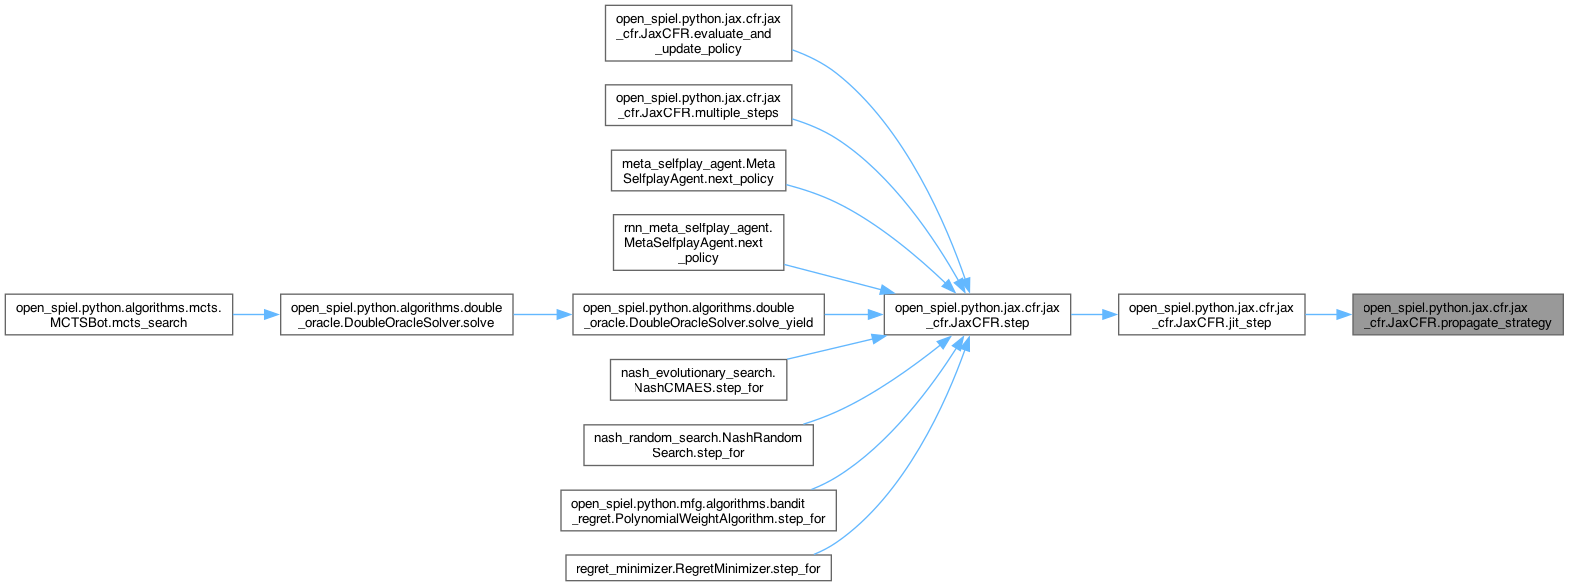 open_spiel.python.jax.cfr.jax
_cfr.JaxCFR.evaluate_and
_update_policy
open_spiel.python.jax.cfr.jax
_cfr.JaxCFR.multiple_steps
meta_selfplay_agent.Meta
SelfplayAgent.next_policy
rnn_meta_selfplay_agent.
MetaSelfplayAgent.next
_policy
open_spiel.python.algorithms.mcts.
MCTSBot.mcts_search
open_spiel.python.algorithms.double
_oracle.DoubleOracleSolver.solve
open_spiel.python.algorithms.double
_oracle.DoubleOracleSolver.solve_yield
open_spiel.python.jax.cfr.jax
_cfr.JaxCFR.step
open_spiel.python.jax.cfr.jax
_cfr.JaxCFR.jit_step
open_spiel.python.jax.cfr.jax
_cfr.JaxCFR.propagate_strategy
nash_evolutionary_search.
NashCMAES.step_for
nash_random_search.NashRandom
Search.step_for
open_spiel.python.mfg.algorithms.bandit
_regret.PolynomialWeightAlgorithm.step_for
regret_minimizer.RegretMinimizer.step_for